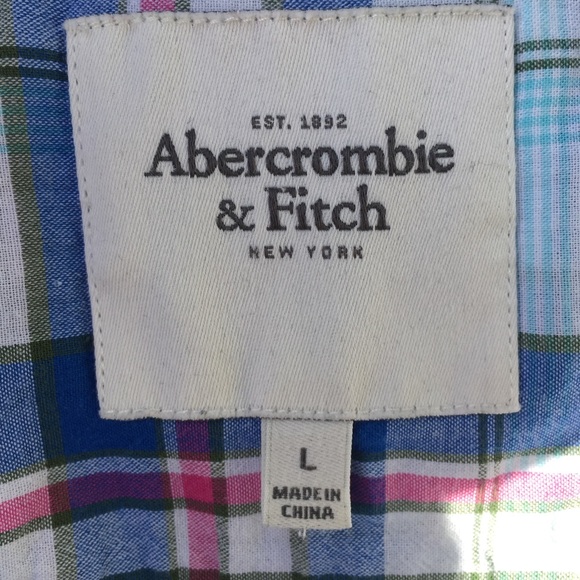 EST. 1892
Abercrombie
& Fitch
NEW YORK
L
MADE IN
CHINA